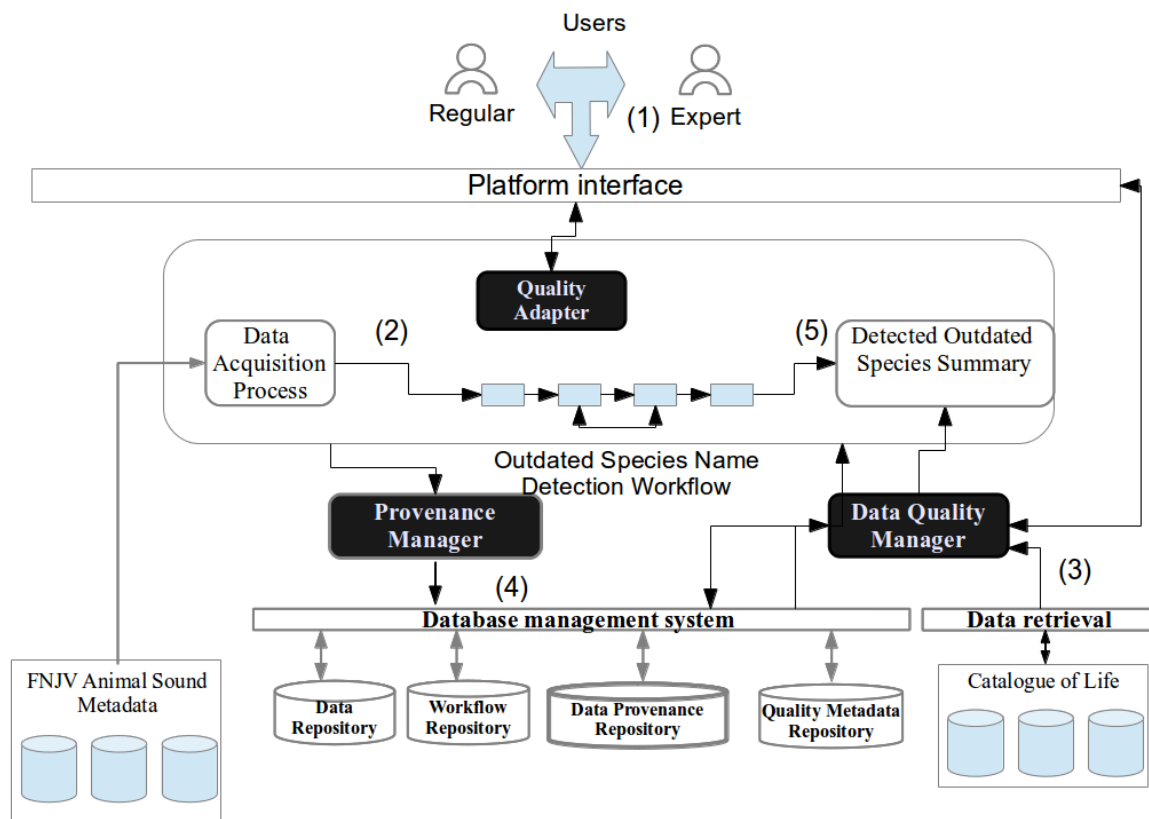 Users
Regular
(1)
Expert
Platform interface
Quality
Adapter
Data
Acquisition
Process
(2)
(5)
Detected Outdated
Species Summary
Outdated Species Name
Detection Workflow
Provenance
Manager
Data Quality
Manager
(4)
(3)
Database management system
Data retrieval
FNJV Animal Sound
Metadata
Data
Repository
Workflow
Repository
Data Provenance
Repository
Quality Metadata
Repository
Catalogue of Life